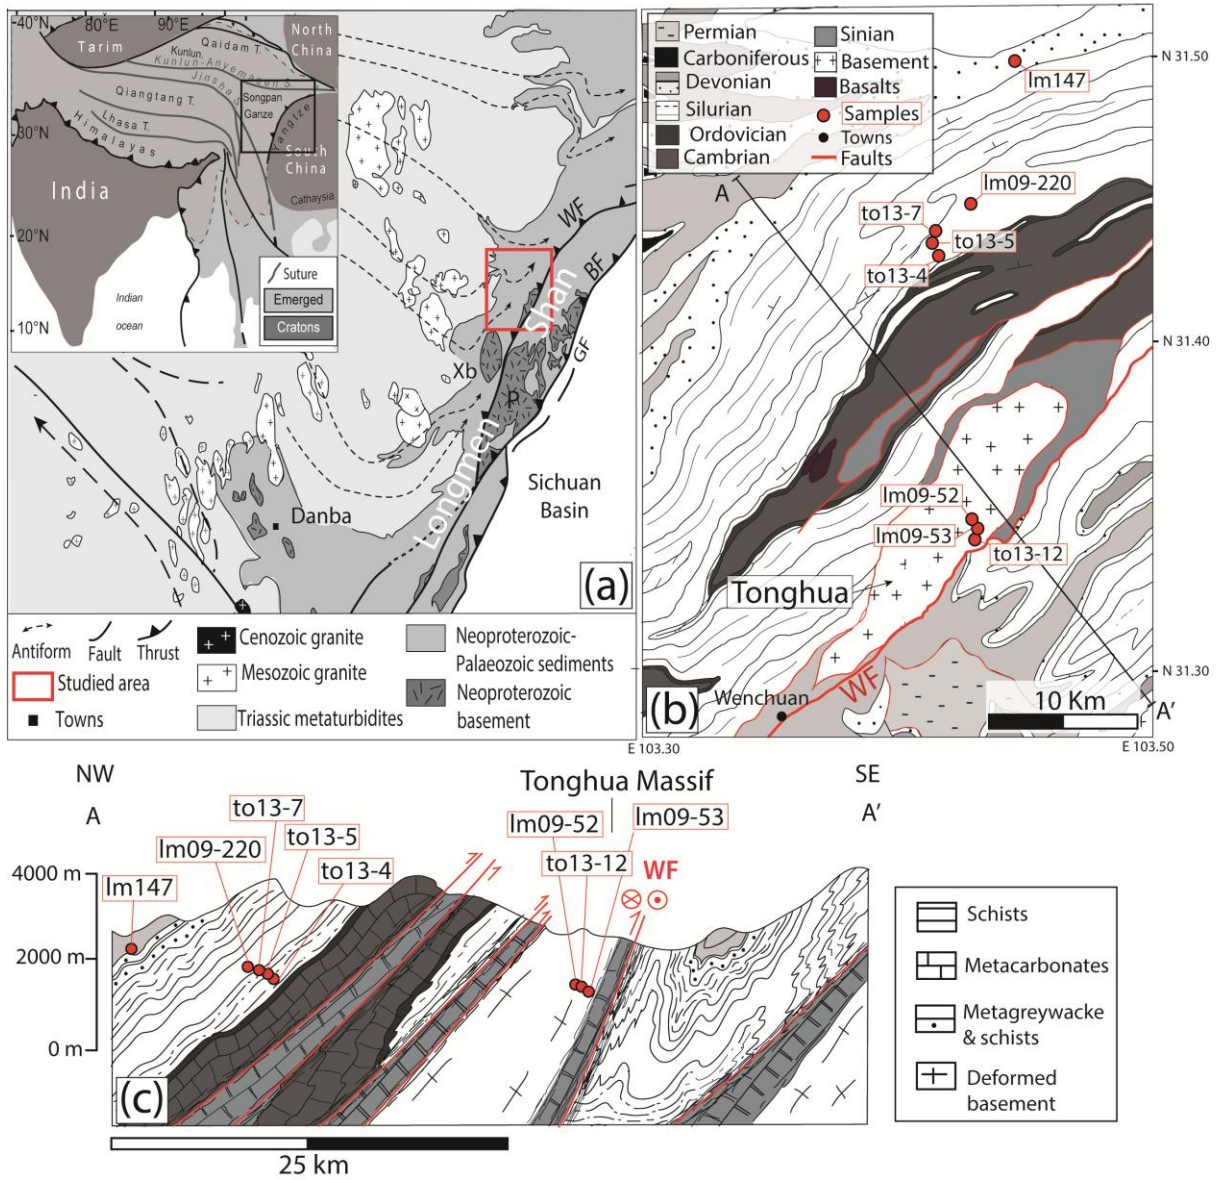 40°N
80°E
90°E
Tarim
Qaidam T.
North
China
Kunlun.
Kunlun-Anyemaqen S.
Jinsha S.
Qiangtang T.
Songpan
Ganze
Yangtze
Lhasa T.
30°N
Himalayas
South
China
India
Cathaysia
20°N
Indian
ocean
10°N
Suture
Emerged
Cratons
WF
BF
GF
Xb
P
Longmen
Shan
Danba
Sichuan
Basin
(a)
Antiform
Fault
Thrust
Studied area
Towns
Cenozoic granite
Mesozoic granite
Triassic metaturbidites
Neoproterozoic-
Palaeozoic sediments
Neoproterozoic
basement
Permian
Carboniferous
Devonian
Silurian
Ordovician
Cambrian
Sinian
Basement
Basalts
Samples
Towns
Faults
N 31.50
lm147
A
lm09-220
to13-7
to13-5
to13-4
N 31.40
lm09-52
lm09-53
to13-12
Tonghua
N 31.30
WF
Wenchuan
(b)
10 Km
A'
E 103.30
E 103.50
NW
SE
Tonghua Massif
A
A'
to13-7
lm09-52
lm09-53
lm09-220
to13-5
to13-12
WF
4000 m
lm147
to13-4
2000 m
0 m
(c)
25 km
Schists
Metacarbonates
Metagreywacke
& schists
Deformed
basement